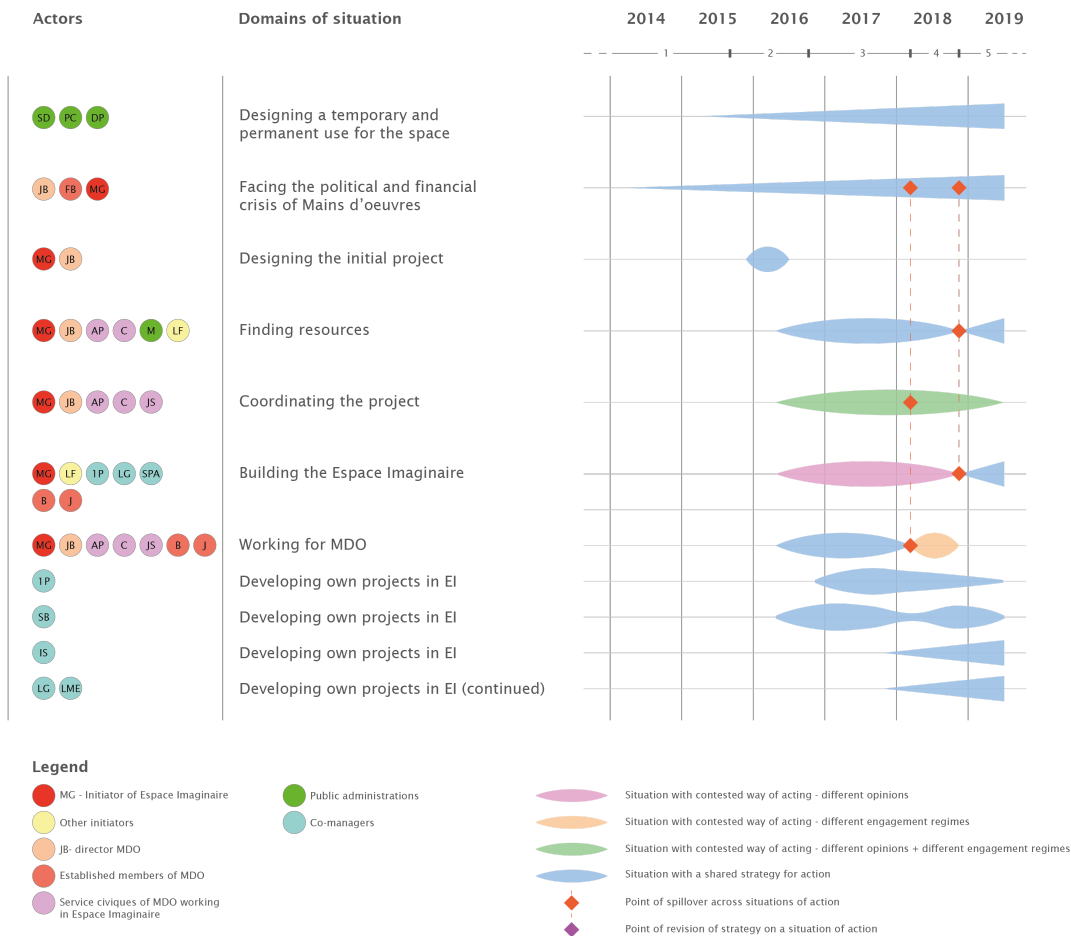 Actors Domains of situation 2014 2015 2016 2017 2018 2019
1 2 3 4 5
SD PC DP Designing a temporary and
permanent use for the space
JB FB MG Facing the political and financial
crisis of Mains d'oeuvres
MG JB Designing the initial project
MG JB AP C M LF Finding resources
MG JB AP C JS Coordinating the project
MG LF 1P LG SPA Building the Espace Imaginaire
B J
MG JB AP C JS B J Working for MDO
1P Developing own projects in EI
SB Developing own projects in EI
IS Developing own projects in EI
LG LME Developing own projects in EI (continued)
Legend
MG - Initiator of Espace Imaginaire
Other initiators
JB- director MDO
Established members of MDO
Service civiques of MDO working
in Espace Imaginaire
Public administrations
Co-managers
Situation with contested way of acting - different opinions
Situation with contested way of acting - different engagement regimes
Situation with contested way of acting - different opinions + different engagement regimes
Situation with a shared strategy for action
Point of spillover across situations of action
Point of revision of strategy on a situation of action